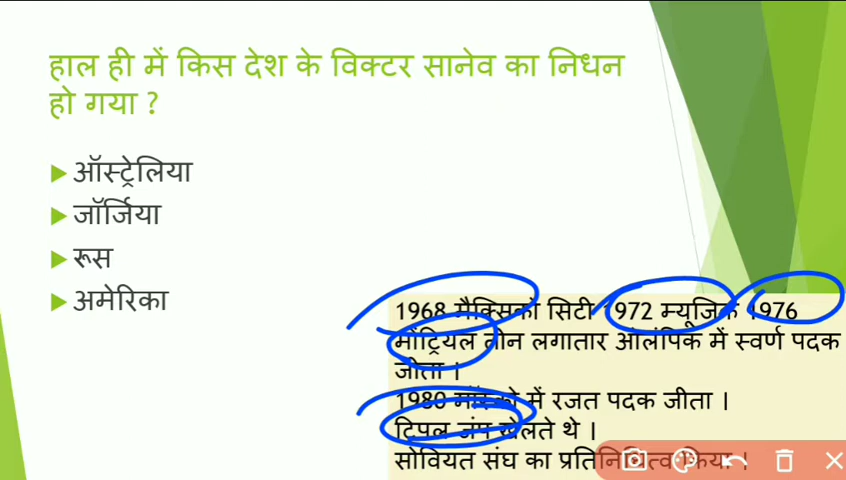 हाल ही में किस देश के विक्टर सानेव का निधन
हो गया ?
ऑस्ट्रेलिया
जॉर्जिया
रूस
अमेरिका
1968 मैक्सिको सिटी 1972 म्यूजिक 1976
मोंट्रियल तीन लगातार ओलंपिक में स्वर्ण पदक
जीता ।
1980 मॉस्को में रजत पदक जीता ।
ट्रिपल जंप खेलते थे ।
सोवियत संघ का प्रतिनिधित्व किया ।